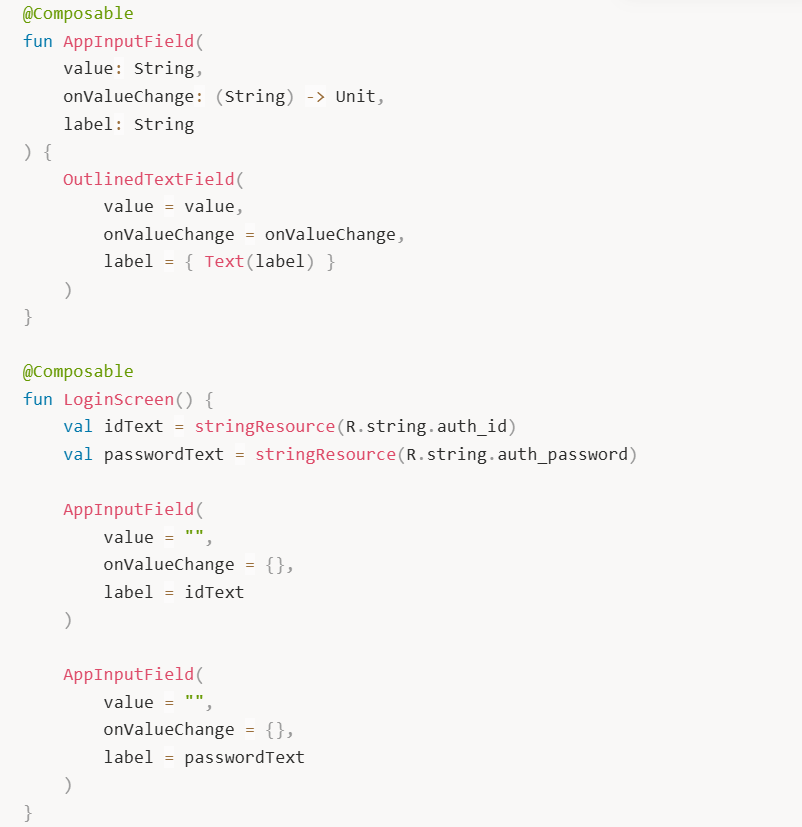 @Composable
fun AppInputField(
    value: String,
    onValueChange: (String) -> Unit,
    label: String
) {
    OutlinedTextField(
        value = value,
        onValueChange = onValueChange,
        label = { Text(label) }
    )
}

@Composable
fun LoginScreen() {
    val idText = stringResource(R.string.auth_id)
    val passwordText = stringResource(R.string.auth_password)

    AppInputField(
        value = "",
        onValueChange = {},
        label = idText
    )

    AppInputField(
        value = "",
        onValueChange = {},
        label = passwordText
    )
}